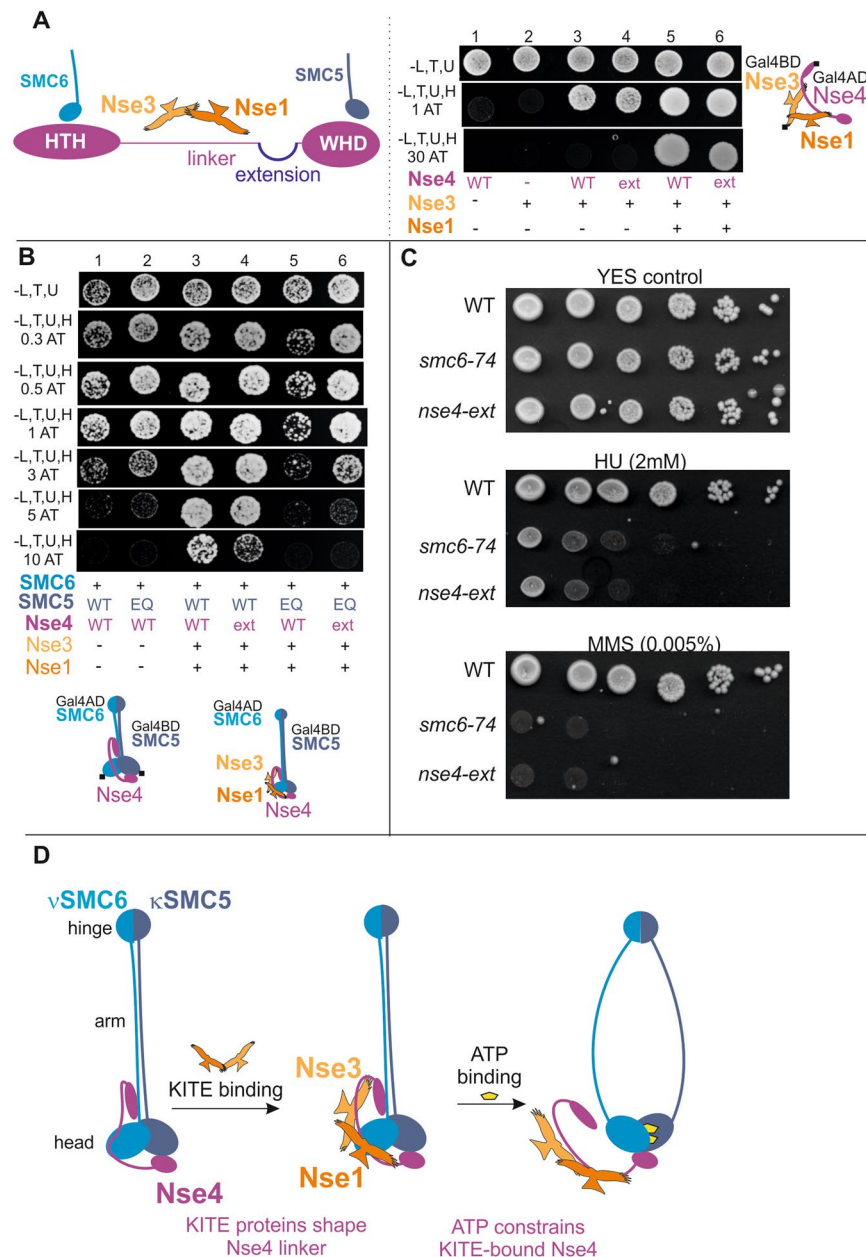 A
SMC6
SMC5
Nse3
Nse1
HTH
WHD
linker
extension
1 2 3 4 5 6
-L,T,U
-L,T,U,H
1 AT
-L,T,U,H
30 AT
Nse4 WT - WT ext WT ext
Nse3 - + + + + +
Nse1 - - - - + +
Gal4BD
Nse3
Gal4AD
Nse4
Nse1
B
1 2 3 4 5 6
-L,T,U
-L,T,U,H
0.3 AT
-L,T,U,H
0.5 AT
-L,T,U,H
1 AT
-L,T,U,H
3 AT
-L,T,U,H
5 AT
-L,T,U,H
10 AT
SMC6 + + + + + +
SMC5 WT EQ WT WT EQ EQ
Nse4 WT WT WT ext WT ext
Nse3 - - + + + +
Nse1 - - + + + +
Gal4AD
SMC6
Gal4BD
SMC5
Nse4
Gal4AD
SMC6
Gal4BD
SMC5
Nse3
Nse1
Nse4
C
YES control
WT
smc6-74
nse4-ext
HU (2mM)
WT
smc6-74
nse4-ext
MMS (0,005%)
WT
smc6-74
nse4-ext
D
νSMC6 κSMC5
hinge
arm
head
Nse4
KITE binding
Nse3
Nse1
ATP
binding
KITE proteins shape
Nse4 linker
ATP constrains
KITE-bound Nse4